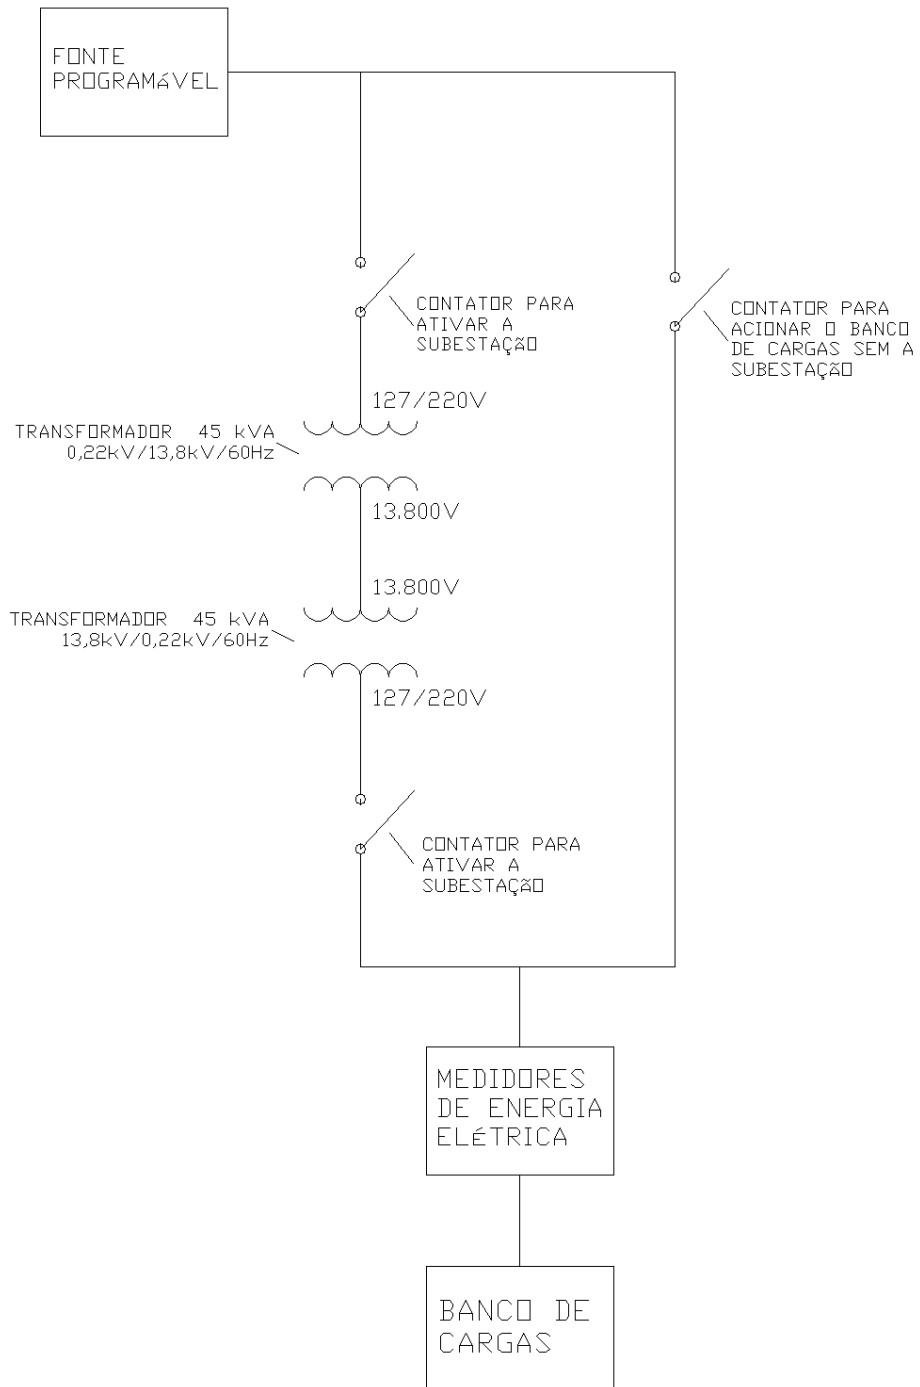 FONTE
PROGRAMáVEL
CONTATOR PARA
ATIVAR A
SUBESTAÇÃO
CONTATOR PARA
ACIONAR O BANCO
DE CARGAS SEM A
SUBESTAÇÃO
127/220V
TRANSFORMADOR 45 kVA
0,22kV/13,8kV/60Hz
13.800V
13.800V
TRANSFORMADOR 45 kVA
13,8kV/0,22kV/60Hz
127/220V
CONTATOR PARA
ATIVAR A
SUBESTAÇÃO
MEDIDORES
DE ENERGIA
ELÉTRICA
BANCO DE
CARGAS